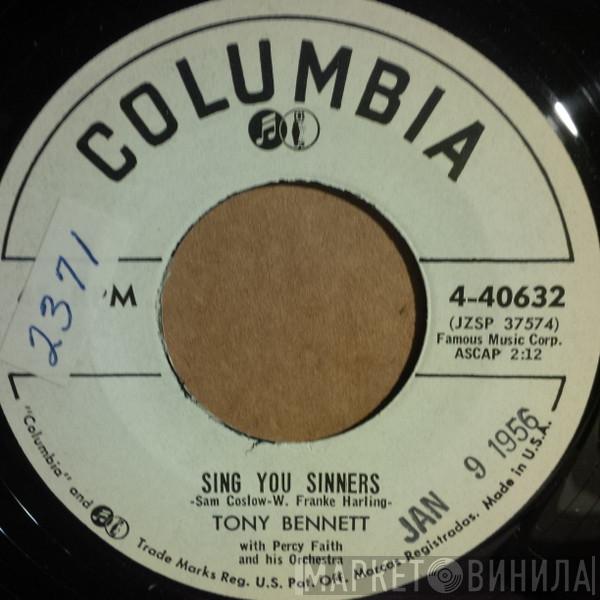 COLUMBIA
2371
'M
4-40632
(JZSP 37574)
Famous Music Corp.
ASCAP 2:12
SING YOU SINNERS
-Sam Coslow-W. Franke Harling-
TONY BENNETT
with Percy Faith
and his Orchestra
JAN 9 1956
"Columbia" and Trade Marks Reg. U.S. Pat. Off. Marcas Registradas. Made in U.S.A.
МАРКЕТ ВИНИЛА